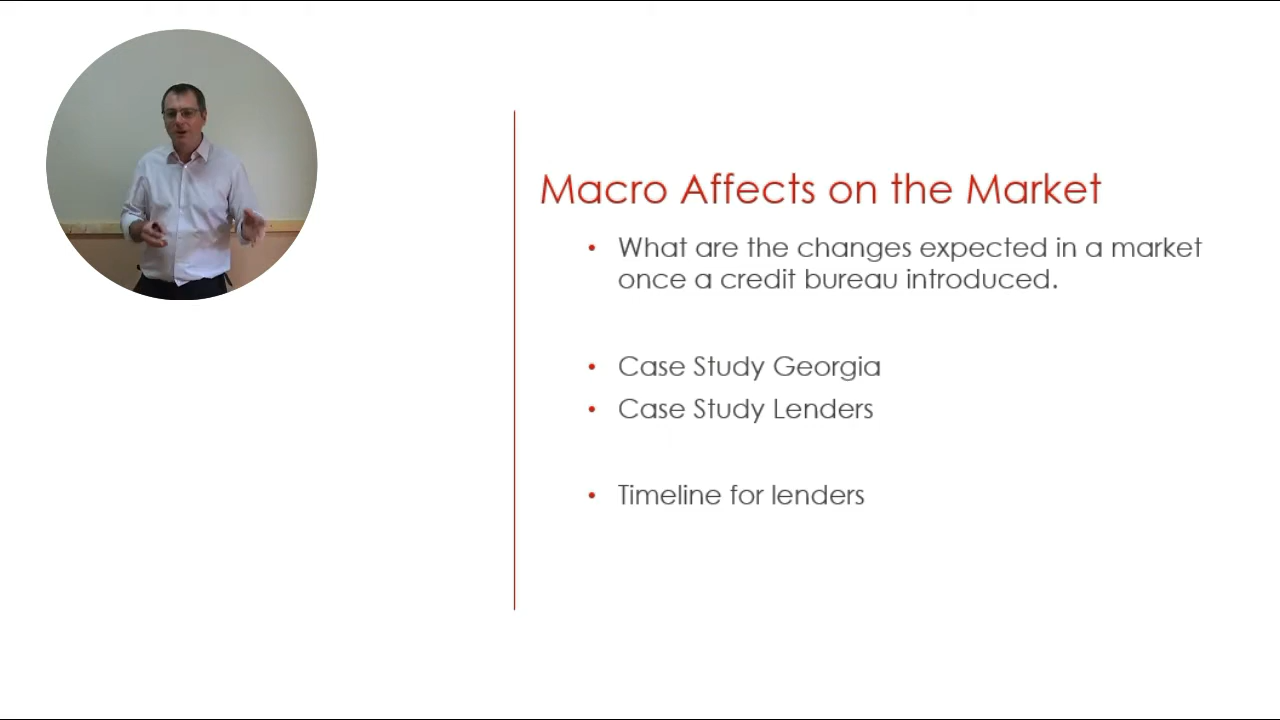 Macro Affects on the Market
• What are the changes expected in a market
once a credit bureau introduced.
• Case Study Georgia
• Case Study Lenders
• Timeline for lenders